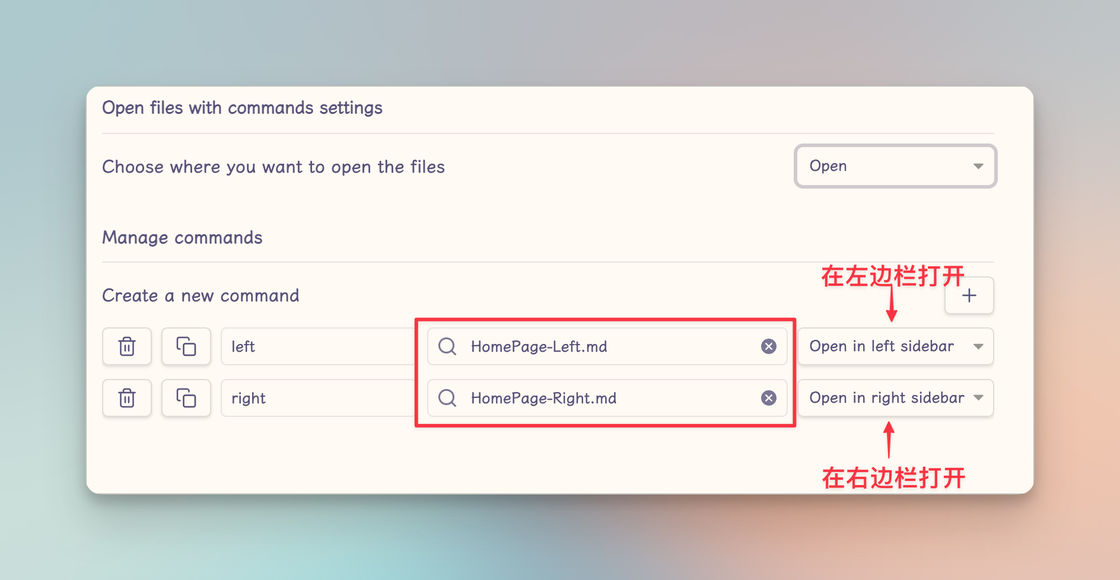 Open files with commands settings
Choose where you want to open the files
Open
Manage commands
在左边栏打开
Create a new command
left
HomePage-Left.md
Open in left sidebar
right
HomePage-Right.md
Open in right sidebar
在右边栏打开